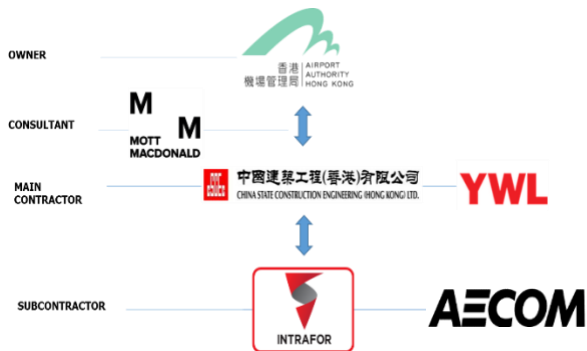 OWNER
香港 機場管理局
AIRPORT AUTHORITY HONG KONG
CONSULTANT
M
M
MOTT
MACDONALD
MAIN
CONTRACTOR
中國建築工程(香港)有限公司
CHINA STATE CONSTRUCTION ENGINEERING (HONG KONG) LTD.
YWL
SUBCONTRACTOR
INTRAFOR
AECOM